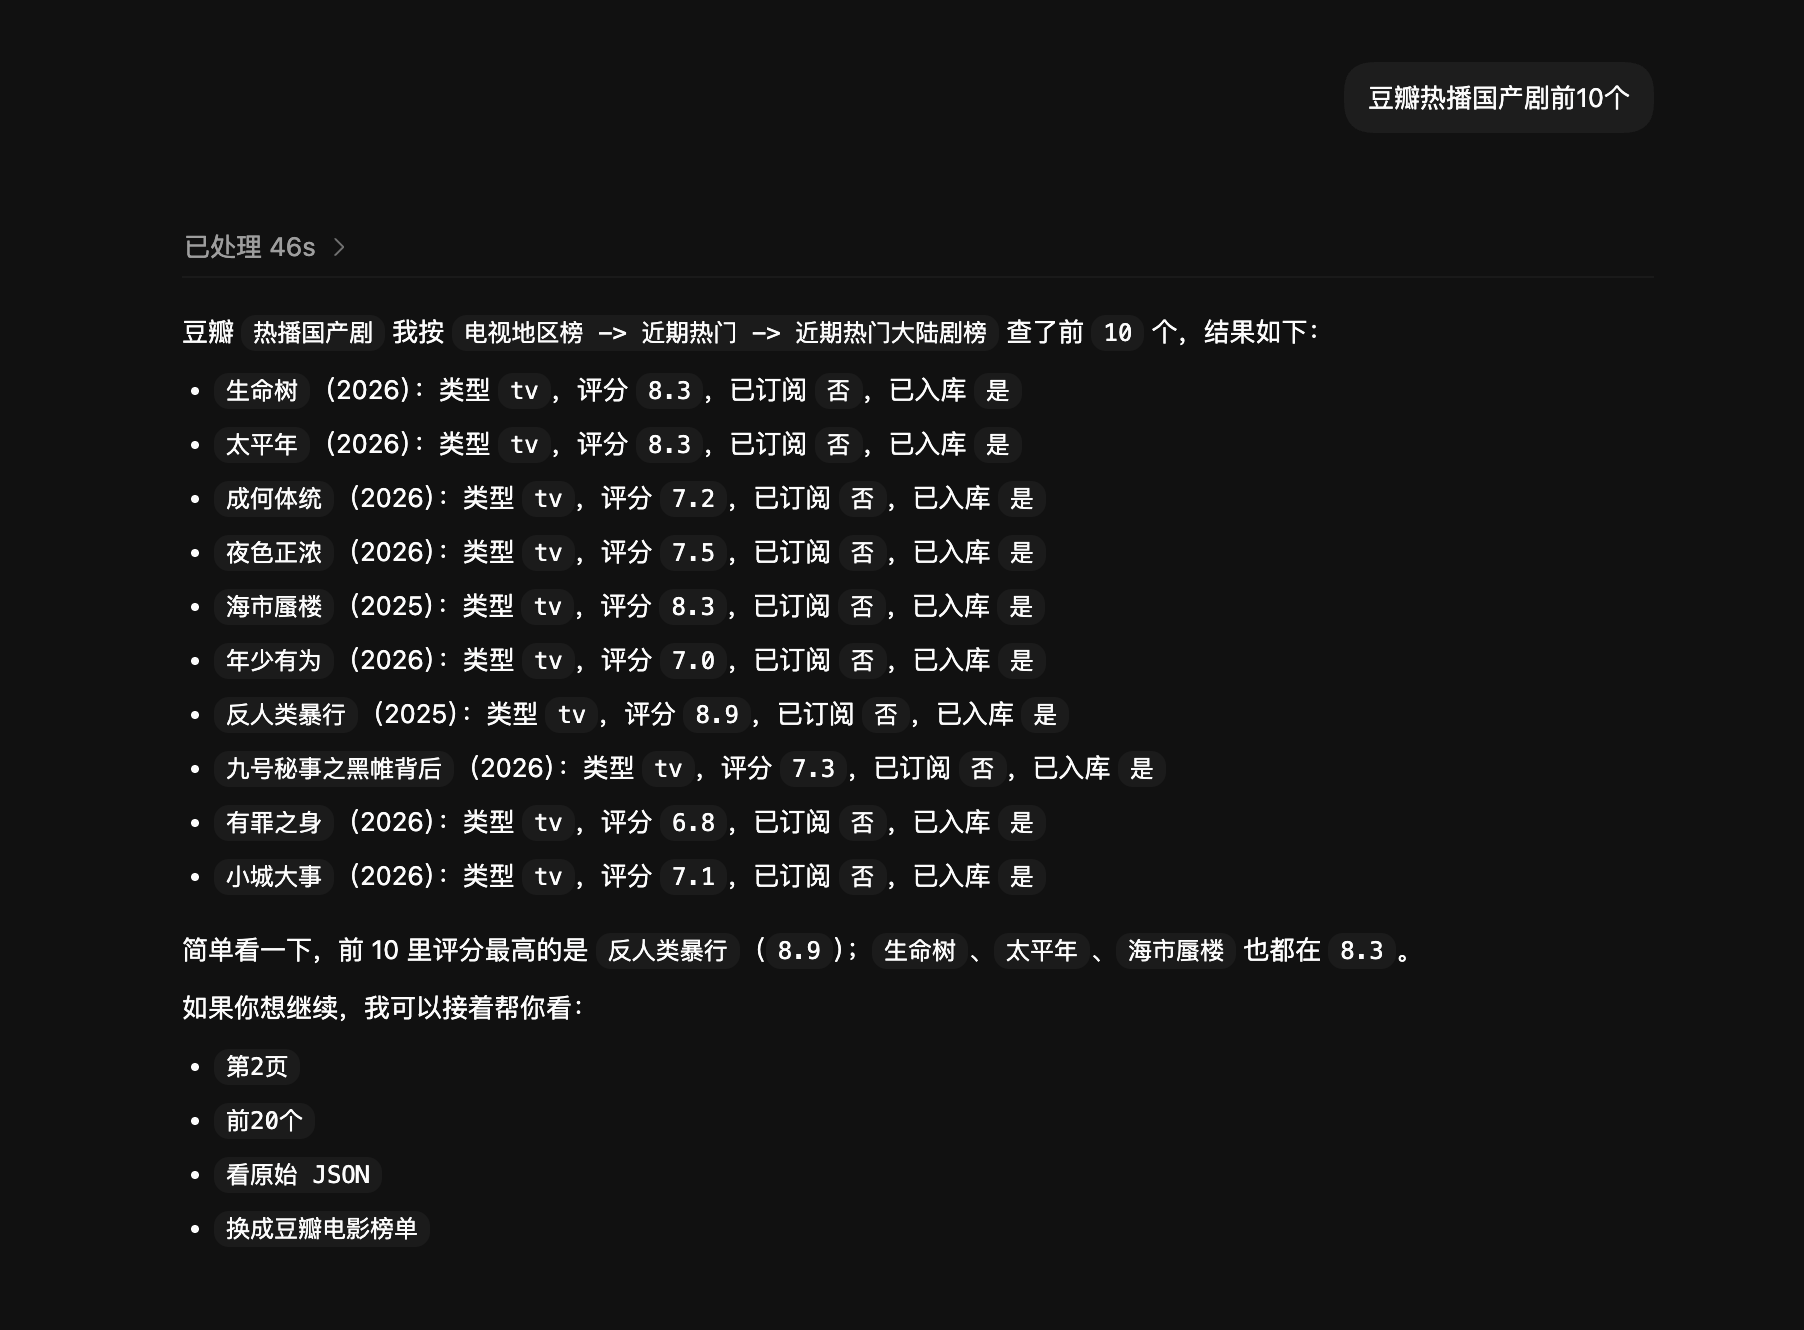 豆瓣热播国产剧前10个
已处理 46s >
豆瓣 热播国产剧 我按 电视地区榜 -> 近期热门 -> 近期热门大陆剧榜 查了前 10 个，结果如下：
• 生命树 （2026）：类型 tv，评分 8.3，已订阅 否，已入库 是
• 太平年 （2026）：类型 tv，评分 8.3，已订阅 否，已入库 是
• 成何体统 （2026）：类型 tv，评分 7.2，已订阅 否，已入库 是
• 夜色正浓 （2026）：类型 tv，评分 7.5，已订阅 否，已入库 是
• 海市蜃楼 （2025）：类型 tv，评分 8.3，已订阅 否，已入库 是
• 年少有为 （2026）：类型 tv，评分 7.0，已订阅 否，已入库 是
• 反人类暴行 （2025）：类型 tv，评分 8.9，已订阅 否，已入库 是
• 九号秘事之黑帷背后 （2026）：类型 tv，评分 7.3，已订阅 否，已入库 是
• 有罪之身 （2026）：类型 tv，评分 6.8，已订阅 否，已入库 是
• 小城大事 （2026）：类型 tv，评分 7.1，已订阅 否，已入库 是
简单看一下，前 10 里评分最高的是 反人类暴行 （8.9）；生命树、太平年、海市蜃楼 也都在 8.3。
如果你想继续，我可以接着帮你看：
• 第2页
• 前20个
• 看原始 JSON
• 换成豆瓣电影榜单